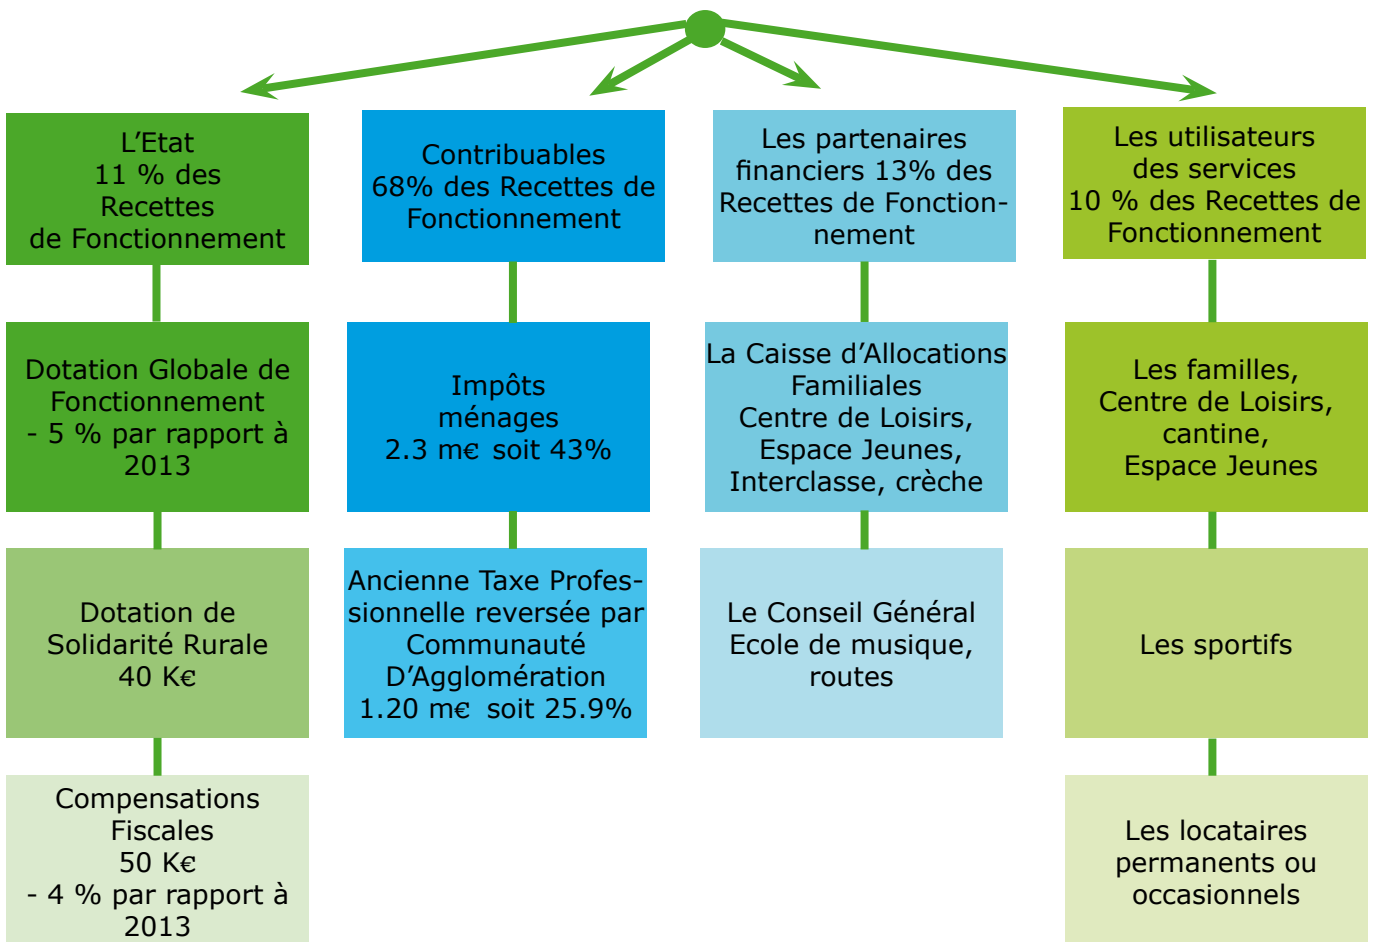 L'Etat
11 % des
Recettes
de Fonctionnement
Dotation Globale de
Fonctionnement
- 5 % par rapport à
2013
Dotation de
Solidarité Rurale
40 K€
Compensations
Fiscales
50 K€
- 4 % par rapport à
2013
Contribuables
68% des Recettes de
Fonctionnement
Impôts
ménages
2.3 m€ soit 43%
Ancienne Taxe Profes-
sionnelle reversée par
Communauté
D'Agglomération
1.20 m€ soit 25.9%
Les partenaires
financiers 13% des
Recettes de Fonction-
nement
La Caisse d'Allocations
Familiales
Centre de Loisirs,
Espace Jeunes,
Interclasse, crèche
Le Conseil Général
Ecole de musique,
routes
Les utilisateurs
des services
10 % des Recettes de
Fonctionnement
Les familles,
Centre de Loisirs,
cantine,
Espace Jeunes
Les sportifs
Les locataires
permanents ou
occasionnels